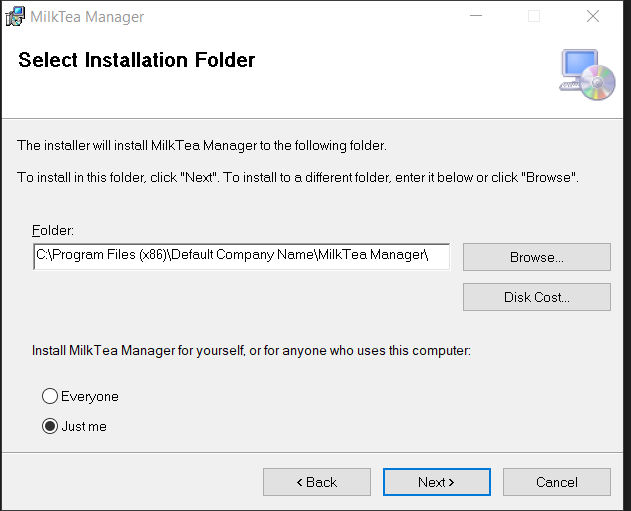 MilkTea Manager
Select Installation Folder
The installer will install MilkTea Manager to the following folder.
To install in this folder, click "Next". To install to a different folder, enter it below or click "Browse".
Folder:
C:\Program Files (x86)\Default Company Name\MilkTea Manager\
Browse...
Disk Cost...
Install MilkTea Manager for yourself, or for anyone who uses this computer:
Everyone
Just me
< Back
Next >
Cancel